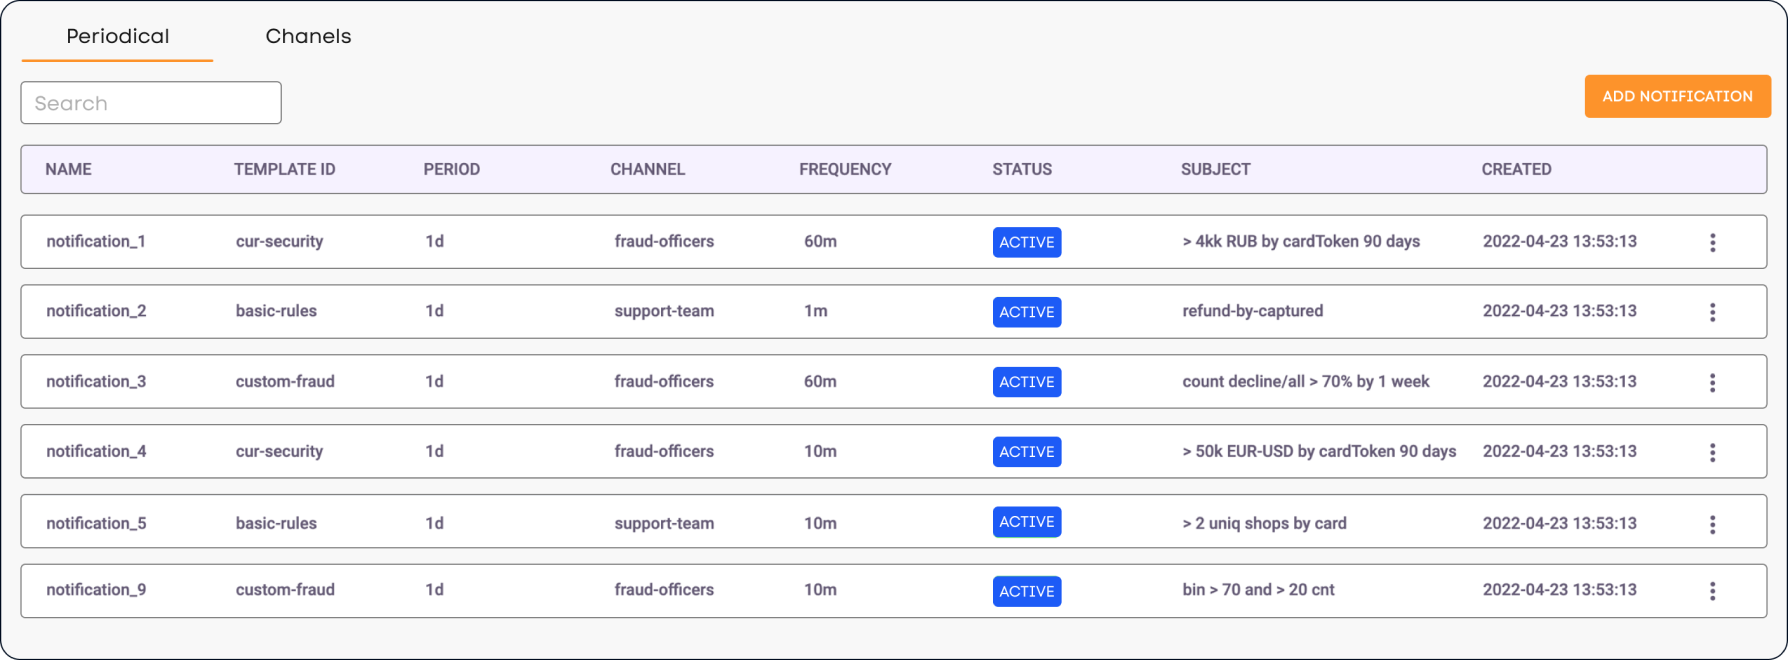 Periodical Chanels
Search
ADD NOTIFICATION
NAME TEMPLATE ID PERIOD CHANNEL FREQUENCY STATUS SUBJECT CREATED
notification_1 cur-security 1d fraud-officers 60m ACTIVE > 4kk RUB by cardToken 90 days 2022-04-23 13:53:13
notification_2 basic-rules 1d support-team 1m ACTIVE refund-by-captured 2022-04-23 13:53:13
notification_3 custom-fraud 1d fraud-officers 60m ACTIVE count decline/all > 70% by 1 week 2022-04-23 13:53:13
notification_4 cur-security 1d fraud-officers 10m ACTIVE > 50k EUR-USD by cardToken 90 days 2022-04-23 13:53:13
notification_5 basic-rules 1d support-team 10m ACTIVE > 2 uniq shops by card 2022-04-23 13:53:13
notification_9 custom-fraud 1d fraud-officers 10m ACTIVE bin > 70 and > 20 cnt 2022-04-23 13:53:13